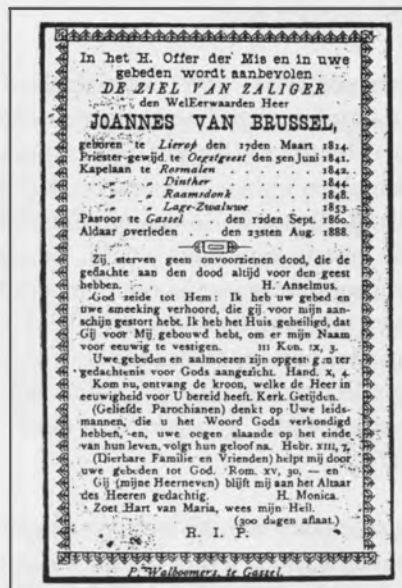 In het H. Offer der Mis en in uwe
gebeden wordt aanbevolen
DE ZIEL VAN ZALIGER
den WelEerwaarden Heer
JOANNES VAN BRUSSEL,
geboren te Lierop den 17den Maart 1814.
Priester-gewijd te Oegstgeest den 5en Juni 1841.
Kapelaan te Rosmalen . . . . . . 1842.
„ „ Dinther . . . . . . 1844.
„ „ Raamsdonk . . . . . 1848.
„ „ Lage-Zwaluwe . . . . 1853.
Pastoor te Gassel . . den 12den Sept. 1860.
Aldaar overleden . . den 23sten Aug. 1888.
Zij sterven geen onvoorzienen dood, die de
gedachte aan den dood altijd voor den geest
hebben. H. Anselmus.
God zeide tot Hem: Ik heb uw gebed en
uwe smeeking verhoord, die gij voor mijn aan-
schijn gestort hebt. Ik heb het Huis geheiligd, dat
Gij voor Mij gebouwd hebt, om er mijn Naam
voor eeuwig te vestigen. III Kon. IX, 3.
Uwe gebeden en aalmoezen zijn opgestegen ter
gedachtenis voor Gods aangezicht. Hand. X, 4.
Kom nu, ontvang de kroon, welke de Heer in
eeuwigheid voor U bereid heeft. Kerk. Getijden.
(Geliefde Parochianen) denkt op Uwe leids-
mannen, die u het Woord Gods verkondigd
hebben, en, uwe oogen slaande op het einde
van hun leven, volgt hun geloof na. Hebr. XIII, 7.
(Dierbare Familie en Vrienden) helpt mij door
uwe gebeden tot God. Rom. XV, 30, — en
Gij (mijne Heerneven) blijft mij aan het Altaar
des Heeren gedachtig. H. Monica.
Zoet Hart van Maria, wees mijn Heil.
(300 dagen aflaat.)
R. I. P.
P. Walboomers, te Gastel.